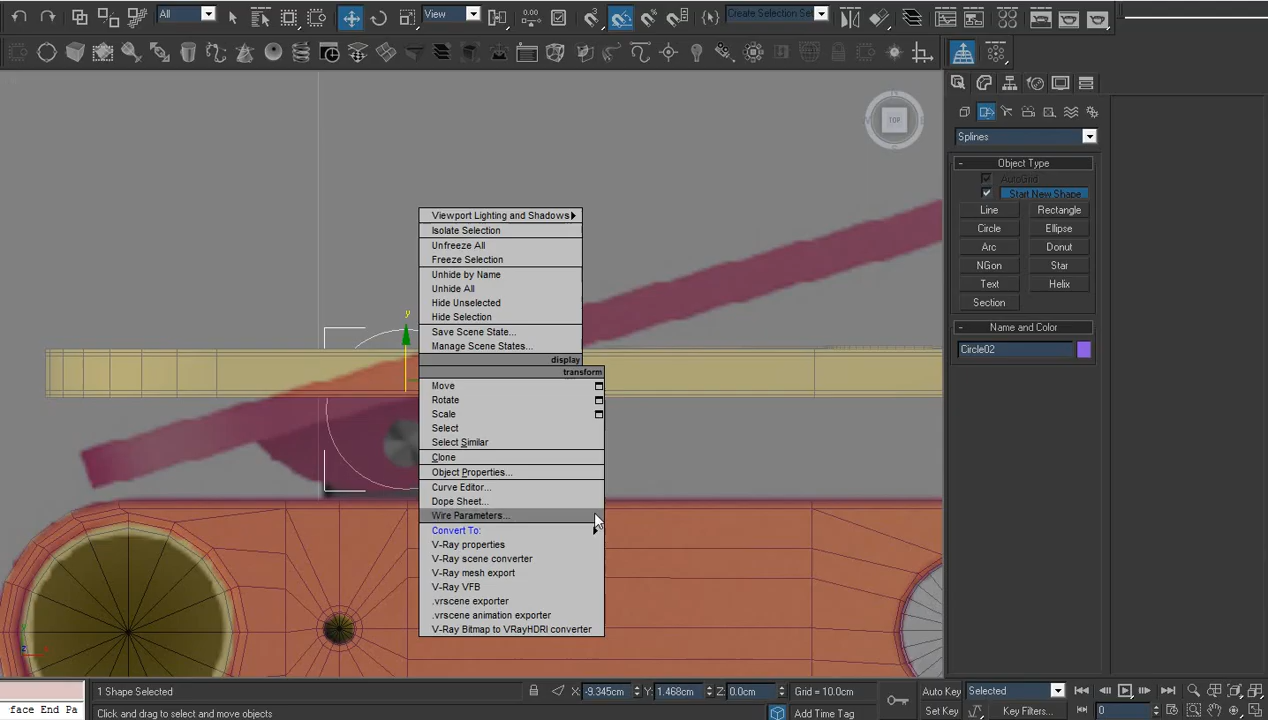 All
View
Create Selection Set
TOP
Splines
Object Type
AutoGrid
Start New Shape
Line
Rectangle
Circle
Ellipse
Arc
Donut
NGon
Star
Text
Helix
Section
Name and Color
Circle02
Viewport Lighting and Shadows
Isolate Selection
Unfreeze All
Freeze Selection
Unhide by Name
Unhide All
Hide Unselected
Hide Selection
Save Scene State...
Manage Scene States...
display
transform
Move
Rotate
Scale
Select
Select Similar
Clone
Object Properties...
Curve Editor...
Dope Sheet...
Wire Parameters...
Convert To:
V-Ray properties
V-Ray scene converter
V-Ray mesh export
V-Ray VFB
.vrscene exporter
.vrscene animation exporter
V-Ray Bitmap to VRayHDRI converter
y
1 Shape Selected
X: -9.345cm
Y: 1.468cm
Z: 0.0cm
Grid = 10.0cm
Auto Key
Selected
face End Pa
Click and drag to select and move objects
Add Time Tag
Set Key
Key Filters...
0